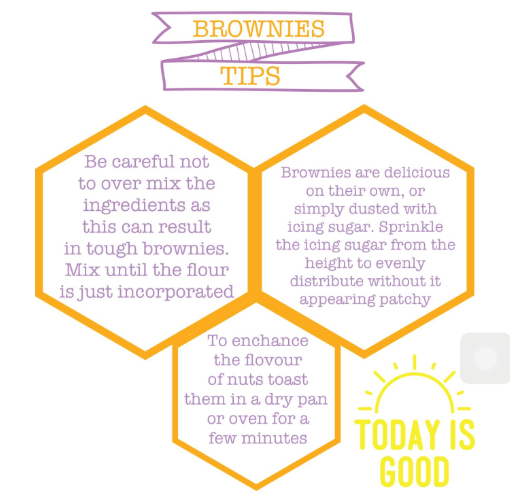 BROWNIES
TIPS
Be careful not
to over mix the
ingredients as
this can result
in tough brownies.
Mix until the flour
is just incorporated
Brownies are delicious
on their own, or
simply dusted with
icing sugar. Sprinkle
the icing sugar from the
height to evenly
distribute without it
appearing patchy
To enchance
the flovour
of nuts toast
them in a dry pan
or oven for a
few minutes
TODAY IS
GOOD